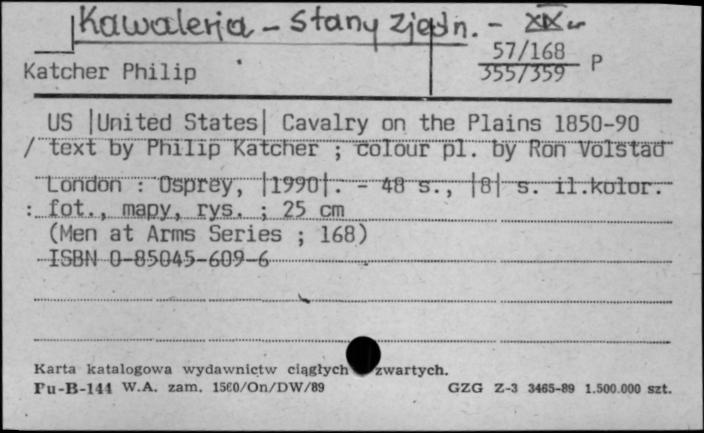 Kawaleria - Stany Zjedn. - XIX w
57/168
Katcher Philip 355/359 P
US |United States| Cavalry on the Plains 1850-90
/ text by Philip Katcher ; colour pl. by Ron Volstad
London : Osprey, |1990|. - 48 s., |8| s. il.kolor.
: fot., mapy, rys. ; 25 cm
(Men at Arms Series ; 168)
ISBN 0-85045-609-6
Karta katalogowa wydawnictw ciągłych zwartych.
Pu-B-144 W.A. zam. 1560/On/DW/89 GZG Z-3 3465-89 1.500.000 szt.